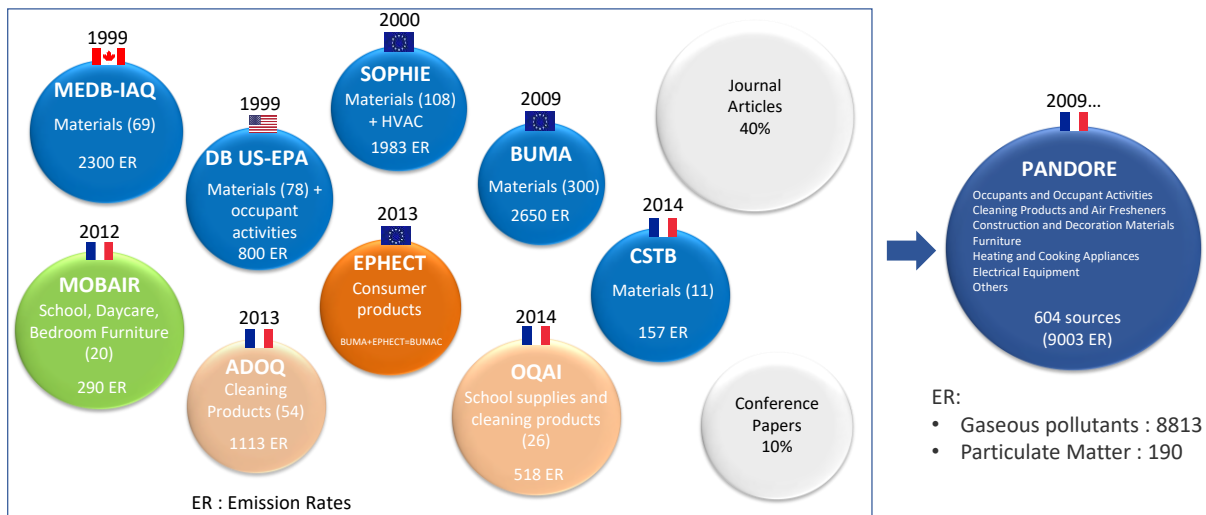 1999
MEDB-IAQ
Materials (69)
2300 ER
1999
DB US-EPA
Materials (78) +
occupant
activities
800 ER
2000
SOPHIE
Materials (108)
+ HVAC
1983 ER
2009
BUMA
Materials (300)
2650 ER
Journal
Articles
40%
2012
MOBAIR
School, Daycare,
Bedroom Furniture
(20)
290 ER
2013
ADOQ
Cleaning
Products (54)
1113 ER
2013
EPHECT
Consumer
products
BUMA+EPHECT=BUMAC
2014
OQAI
School supplies and
cleaning products
(26)
518 ER
2014
CSTB
Materials (11)
157 ER
Conference
Papers
10%
ER : Emission Rates
2009...
PANDORE
Occupants and Occupant Activities
Cleaning Products and Air Fresheners
Construction and Decoration Materials
Furniture
Heating and Cooking Appliances
Electrical Equipment
Others
604 sources
(9003 ER)
ER:
• Gaseous pollutants : 8813
• Particulate Matter : 190